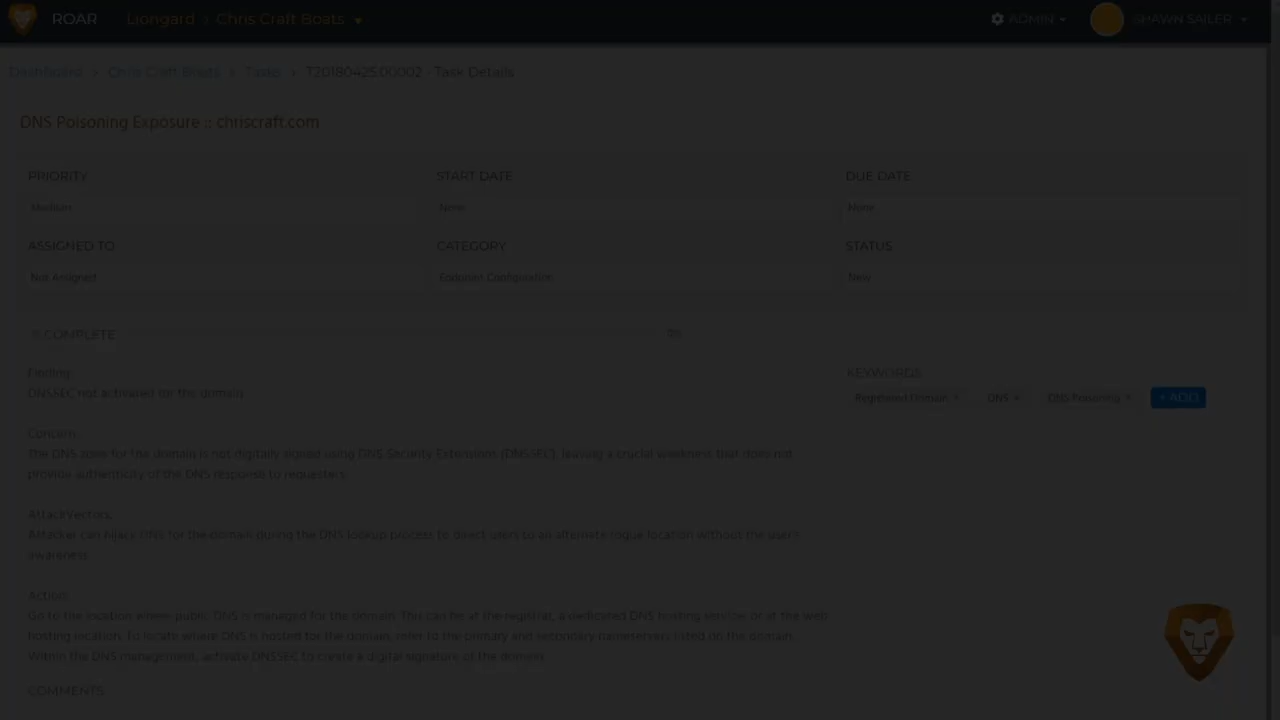 ROAR Liongard > Chris Craft Boats ADMIN SHAWN SAILER
Dashboard > Chris Craft Boats > Tasks > T20180425.00002 - Task Details
DNS Poisoning Exposure :: chriscraft.com
PRIORITY START DATE DUE DATE
Medium None None
ASSIGNED TO CATEGORY STATUS
Not Assigned Endpoint Configuration New
% COMPLETE 0%
Finding: KEYWORDS
DNSSEC not activated for the domain
Registered Domain × DNS × DNS Poisoning × + ADD
Concern:
The DNS zone for the domain is not digitally signed using DNS Security Extensions (DNSSEC), leaving a crucial weakness that does not
provide authenticity of the DNS response to requesters.
AttackVectors:
Attacker can hijack DNS for the domain during the DNS lookup process to direct users to an alternate rogue location without the user's
awareness.
Action:
Go to the location where public DNS is managed for the domain. This can be at the registrar, a dedicated DNS hosting service or at the web
hosting location. To locate where DNS is hosted for the domain, refer to the primary and secondary nameservers listed on the domain.
Within the DNS management, activate DNSSEC to create a digital signature of the domain.
COMMENTS